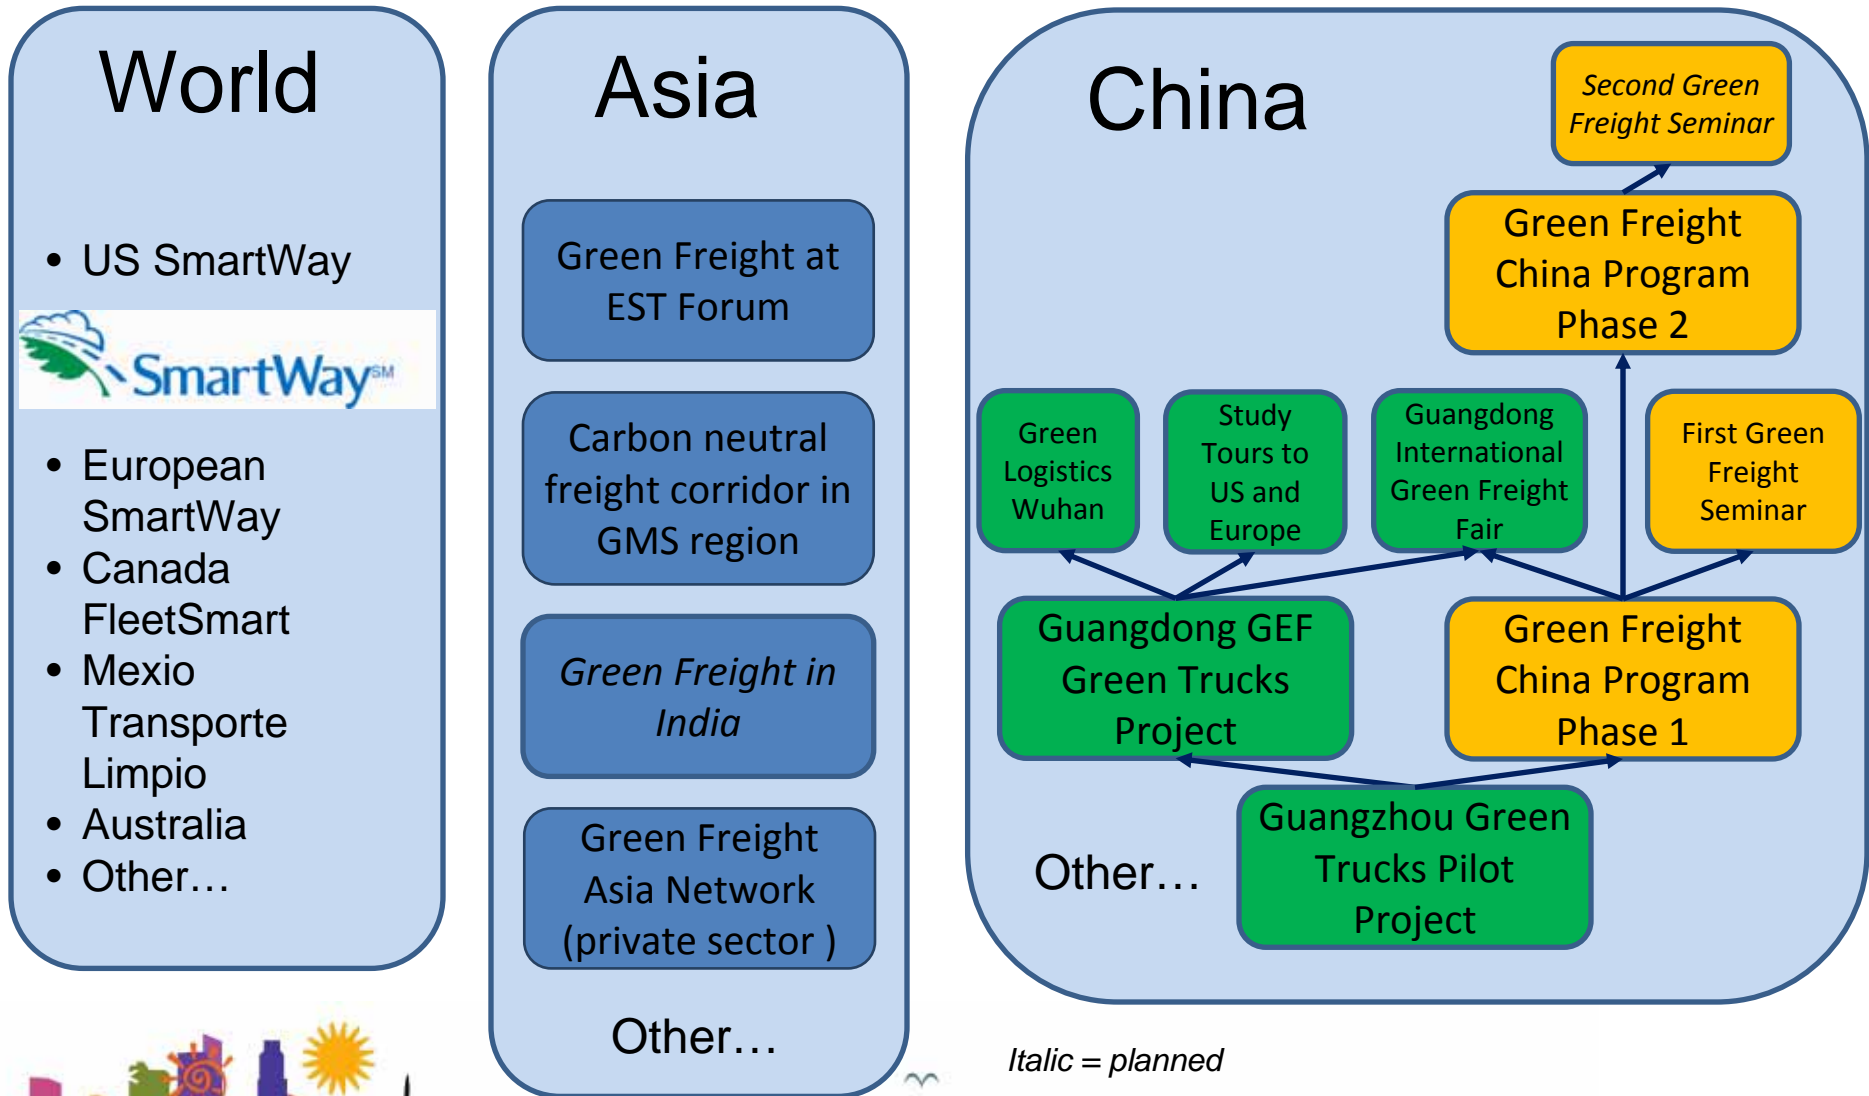 World
• US SmartWay
SmartWay℠
• European
SmartWay
• Canada
FleetSmart
• Mexio
Transporte
Limpio
• Australia
• Other…
Asia
Green Freight at
EST Forum
Carbon neutral
freight corridor in
GMS region
Green Freight in
India
Green Freight
Asia Network
(private sector )
Other…
China
Second Green
Freight Seminar
Green Freight
China Program
Phase 2
Green
Logistics
Wuhan
Study
Tours to
US and
Europe
Guangdong
International
Green Freight
Fair
First Green
Freight
Seminar
Guangdong GEF
Green Trucks
Project
Green Freight
China Program
Phase 1
Guangzhou Green
Trucks Pilot
Project
Other…
Italic = planned